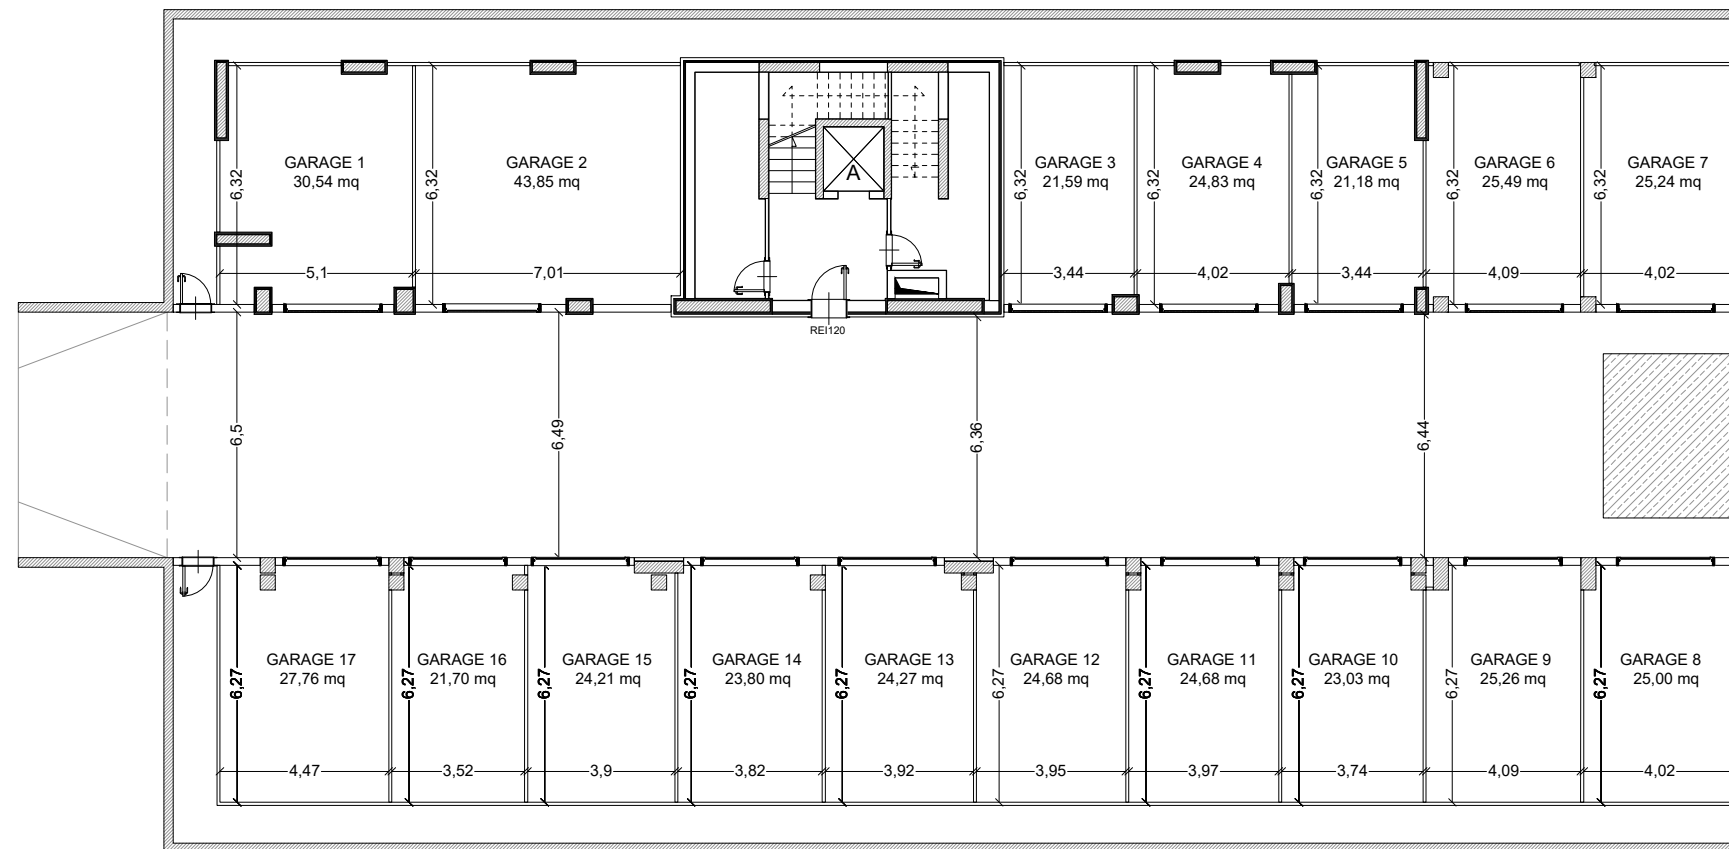 GARAGE 1
30,54 mq
GARAGE 2
43,85 mq
A
GARAGE 3
21,59 mq
GARAGE 4
24,83 mq
GARAGE 5
21,18 mq
GARAGE 6
25,49 mq
GARAGE 7
25,24 mq
6,32
6,32
6,32
6,32
6,32
6,32
6,32
5,1
7,01
3,44
4,02
3,44
4,09
4,02
REI120
6,5
6,49
6,36
6,44
GARAGE 17
27,76 mq
GARAGE 16
21,70 mq
GARAGE 15
24,21 mq
GARAGE 14
23,80 mq
GARAGE 13
24,27 mq
GARAGE 12
24,68 mq
GARAGE 11
24,68 mq
GARAGE 10
23,03 mq
GARAGE 9
25,26 mq
GARAGE 8
25,00 mq
6,27
6,27
6,27
6,27
6,27
6,27
6,27
6,27
6,27
6,27
4,47
3,52
3,9
3,82
3,92
3,95
3,97
3,74
4,09
4,02